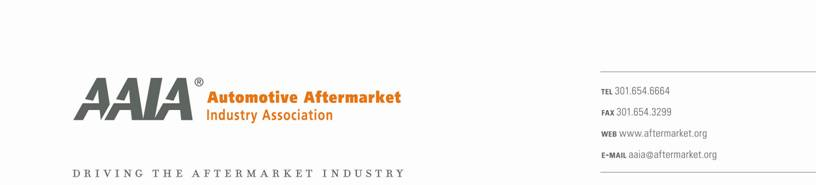 AAIA® Automotive Aftermarket
Industry Association
DRIVING THE AFTERMARKET INDUSTRY
TEL 301.654.6664
FAX 301.654.3299
WEB www.aftermarket.org
E-MAIL aaia@aftermarket.org